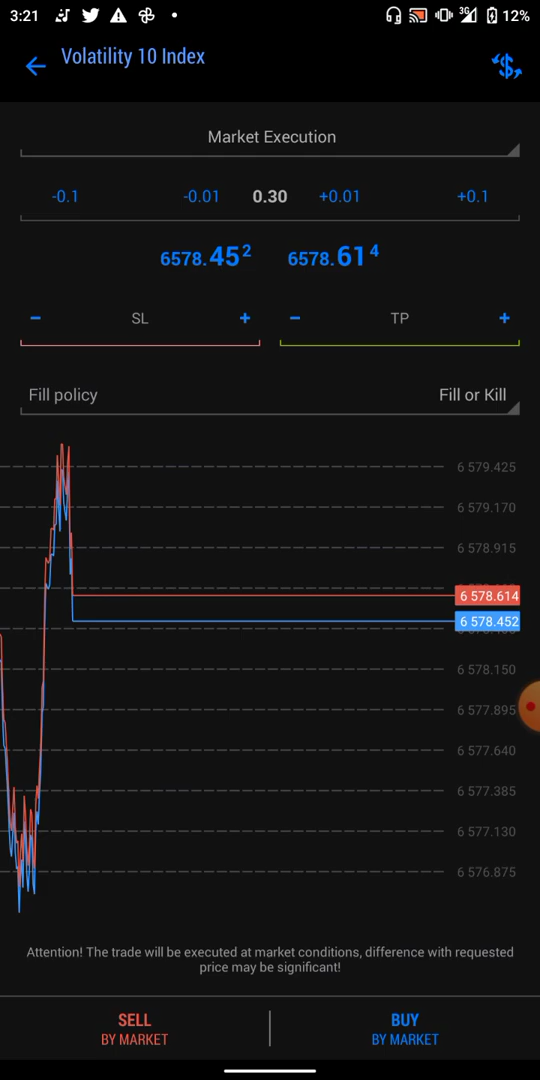 3:21
3G
12%
Volatility 10 Index
Market Execution
-0.1 -0.01 0.30 +0.01 +0.1
6578.452 6578.614
− SL + − TP +
Fill policy Fill or Kill
6 579.425
6 579.170
6 578.915
6 578.614
6 578.452
6 578.150
6 577.895
6 577.640
6 577.385
6 577.130
6 576.875
Attention! The trade will be executed at market conditions, difference with requested
price may be significant!
SELL BUY
BY MARKET BY MARKET